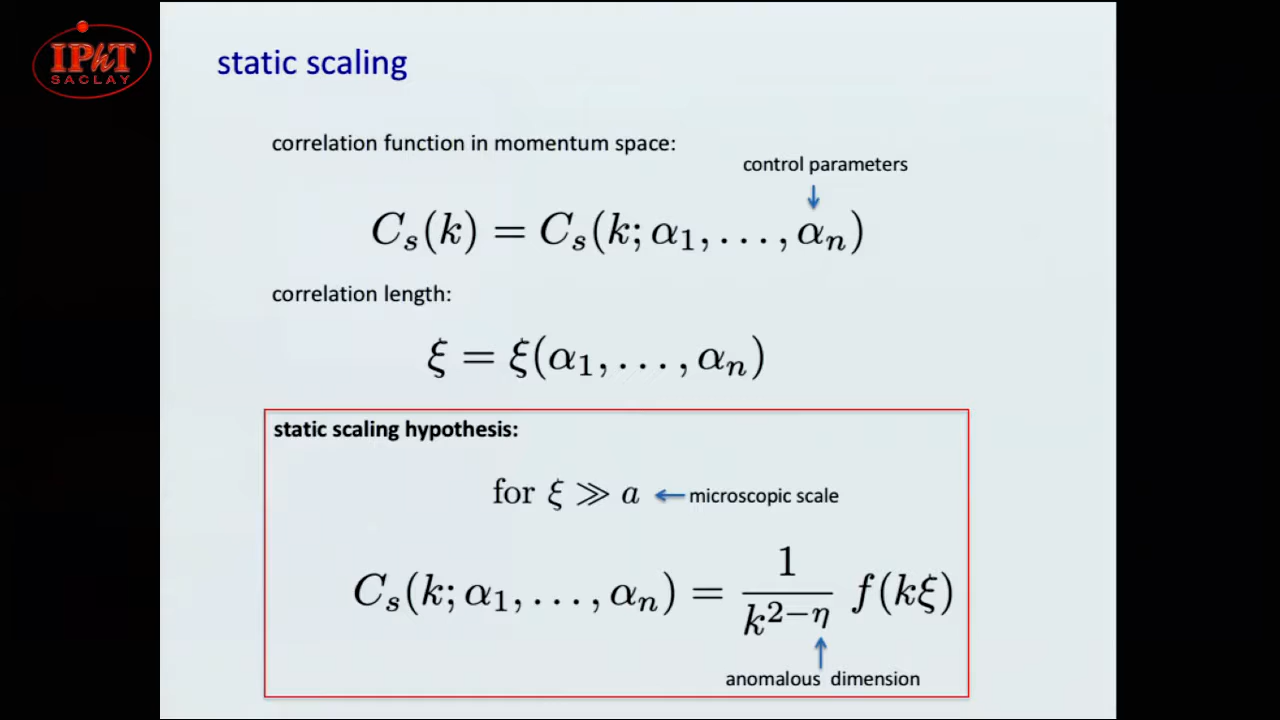 IPhT
SACLAY
static scaling
correlation function in momentum space:
control parameters
C_s(k) = C_s(k; α_1, . . . , α_n)
correlation length:
ξ = ξ(α_1, . . . , α_n)
static scaling hypothesis:
for ξ ≫ a
microscopic scale
C_s(k; α_1, . . . , α_n) = 1/k^{2−η} f(kξ)
anomalous dimension